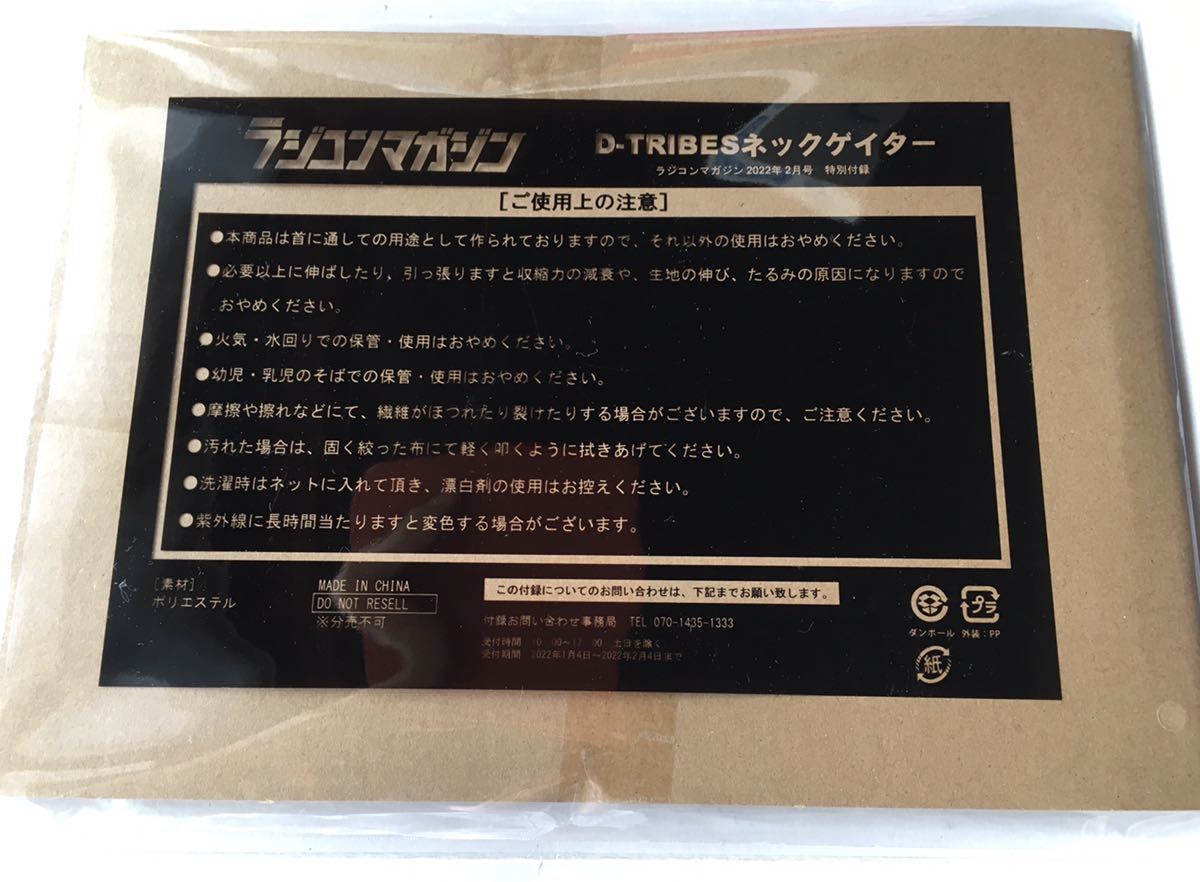 ラジコンマガジン
D-TRIBESネックゲイター
ラジコンマガジン 2022年 2月号 特別付録
[ご使用上の注意]
●本商品は首に通しての用途として作られておりますので、それ以外の使用はおやめください。
●必要以上に伸ばしたり、引っ張りますと収縮力の減衰や、生地の伸び、たるみの原因になりますので
おやめください。
●火気・水回りでの保管・使用はおやめください。
●幼児・乳児のそばでの保管・使用はおやめください。
●摩擦や擦れなどにて、繊維がほつれたり裂けたりする場合がございますので、ご注意ください。
●汚れた場合は、固く絞った布にて軽く叩くように拭きあげてください。
●洗濯時はネットに入れて頂き、漂白剤の使用はお控えください。
●紫外線に長時間当たりますと変色する場合がございます。
[素材]
ポリエステル
MADE IN CHINA
DO NOT RESELL
※分売不可
この付録についてのお問い合わせは、下記までお願い致します。
付録お問い合わせ事務局 TEL 070-1435-1333
受付時間 10:00～17:00 土日を除く
受付期間 2022年1月4日～2022年2月4日まで
ダンボール
プラ
外装：PP
紙